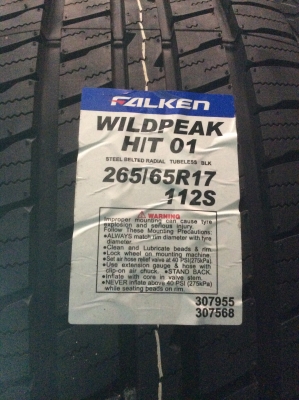 FALKEN
WILDPEAK
H/T 01
STEEL BELTED RADIAL TUBELESS BLK
265/65R17
112S
⚠ WARNING
Improper mounting can cause tyre
explosion and serious injury.
Follow These Mounting Precautions:
●ALWAYS match rim diameter with tyre
diameter.
●Clean and Lubricate beads & rim.
●Lock wheel on mounting machine.
●Set air hose relief valve at 40 PSI(275kPa)
●Use extension gauge & hose with
clip-on air chuck. ●STAND BACK.
●Inflate with core in valve stem.
●NEVER inflate above 40 PSI (275kPa)
while seating beads on rim.
307955
307568